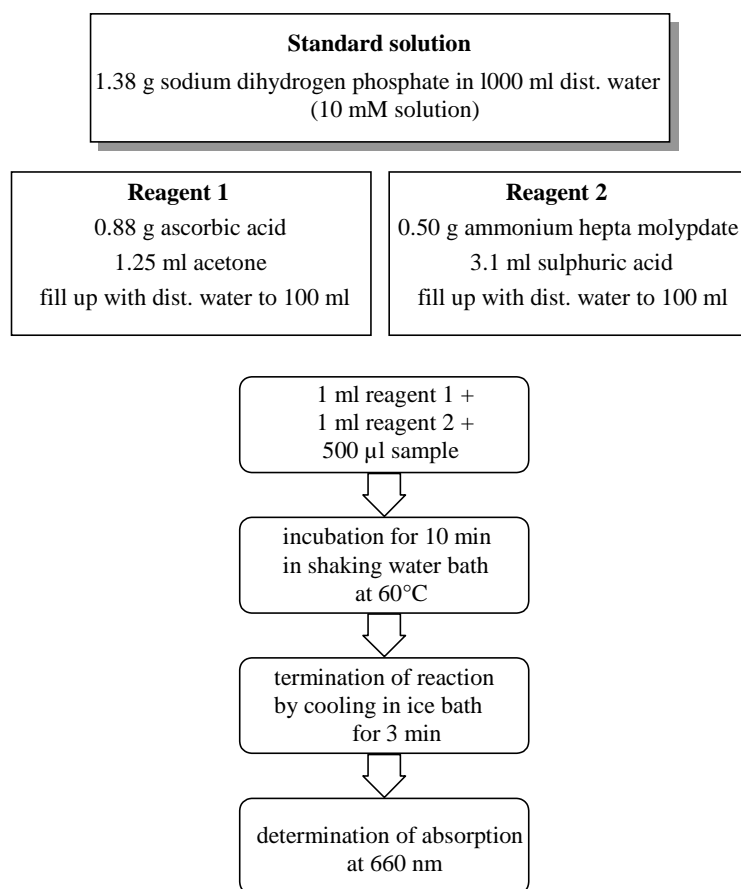 Standard solution
1.38 g sodium dihydrogen phosphate in l000 ml dist. water
(10 mM solution)
Reagent 1
0.88 g ascorbic acid
1.25 ml acetone
fill up with dist. water to 100 ml
Reagent 2
0.50 g ammonium hepta molypdate
3.1 ml sulphuric acid
fill up with dist. water to 100 ml
1 ml reagent 1 +
1 ml reagent 2 +
500 µl sample
incubation for 10 min
in shaking water bath
at 60°C
termination of reaction
by cooling in ice bath
for 3 min
determination of absorption
at 660 nm